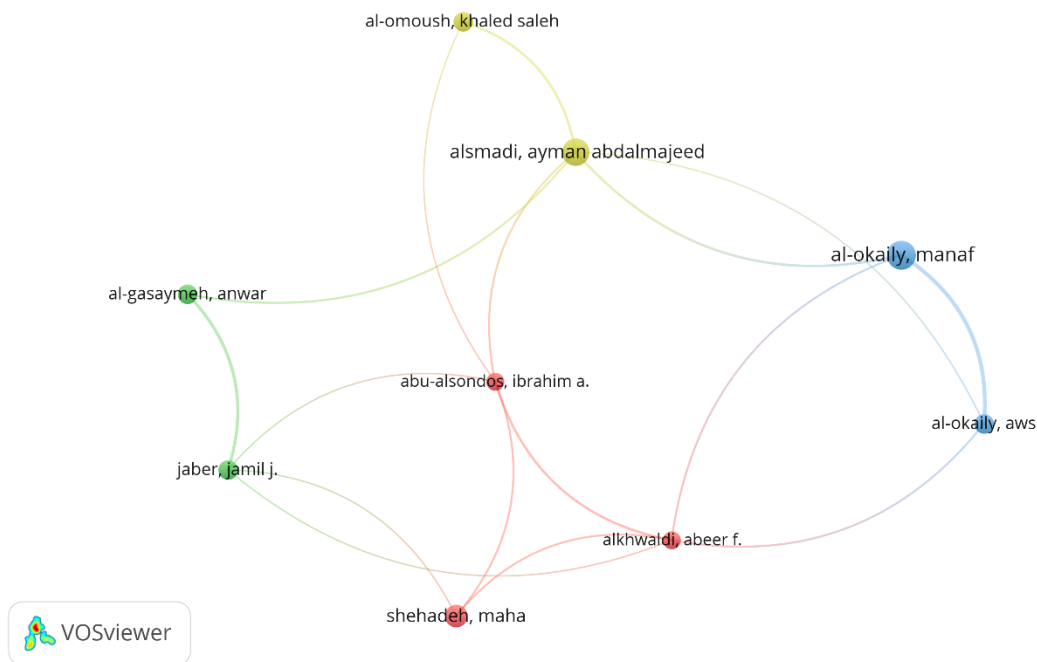 al-omoush, khaled saleh
alsmadi, ayman abdalmajeed
al-okaily, manaf
al-gasaymeh, anwar
abu-alsondos, ibrahim a.
al-okaily, aws
jaber, jamil j.
alkhwaldi, abeer f.
shehadeh, maha
VOSviewer